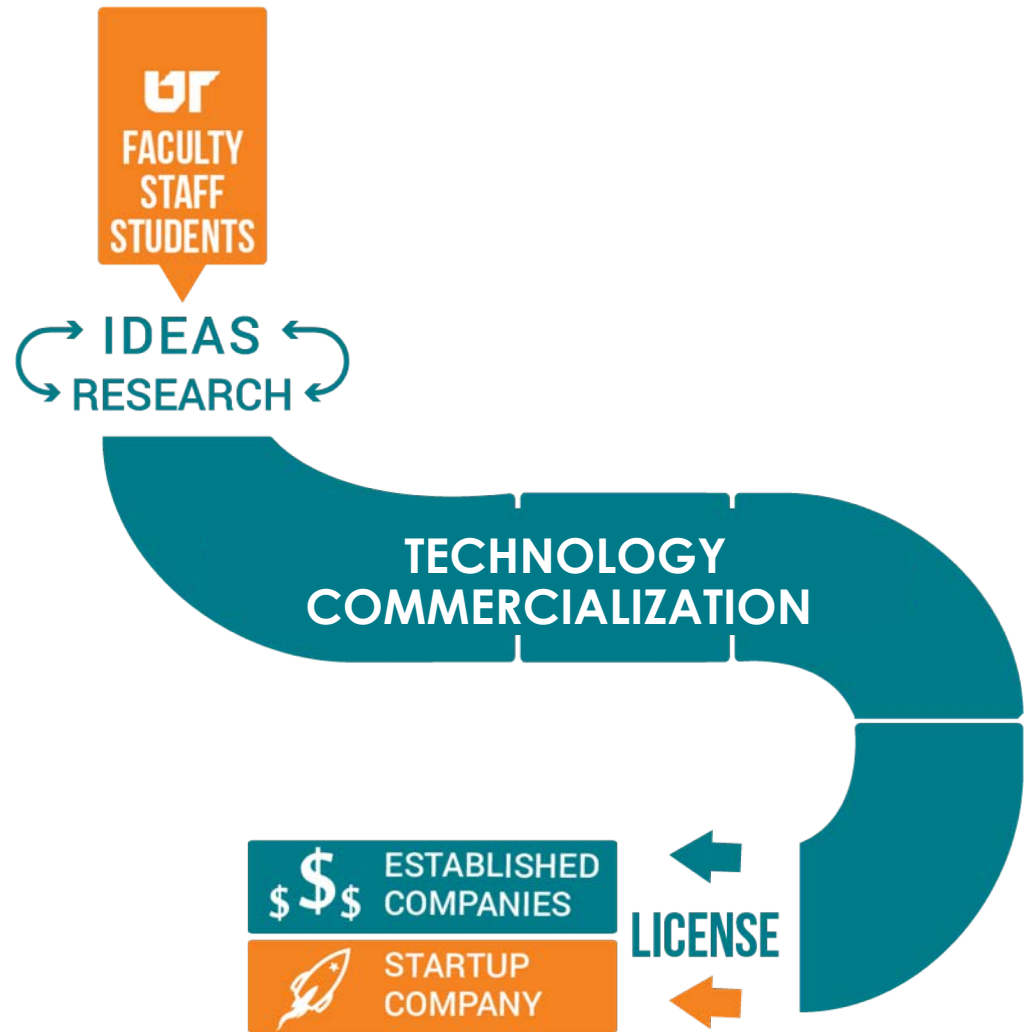 UT
FACULTY
STAFF
STUDENTS
IDEAS
RESEARCH
TECHNOLOGY
COMMERCIALIZATION
$ $ $
ESTABLISHED
COMPANIES
LICENSE
STARTUP
COMPANY